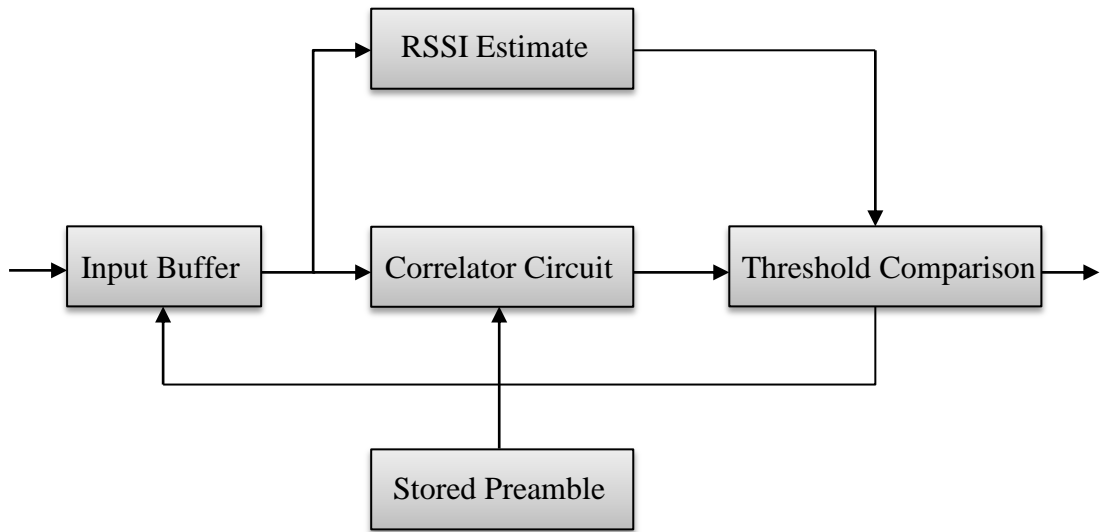 RSSI Estimate
Input Buffer
Correlator Circuit
Threshold Comparison
Stored Preamble